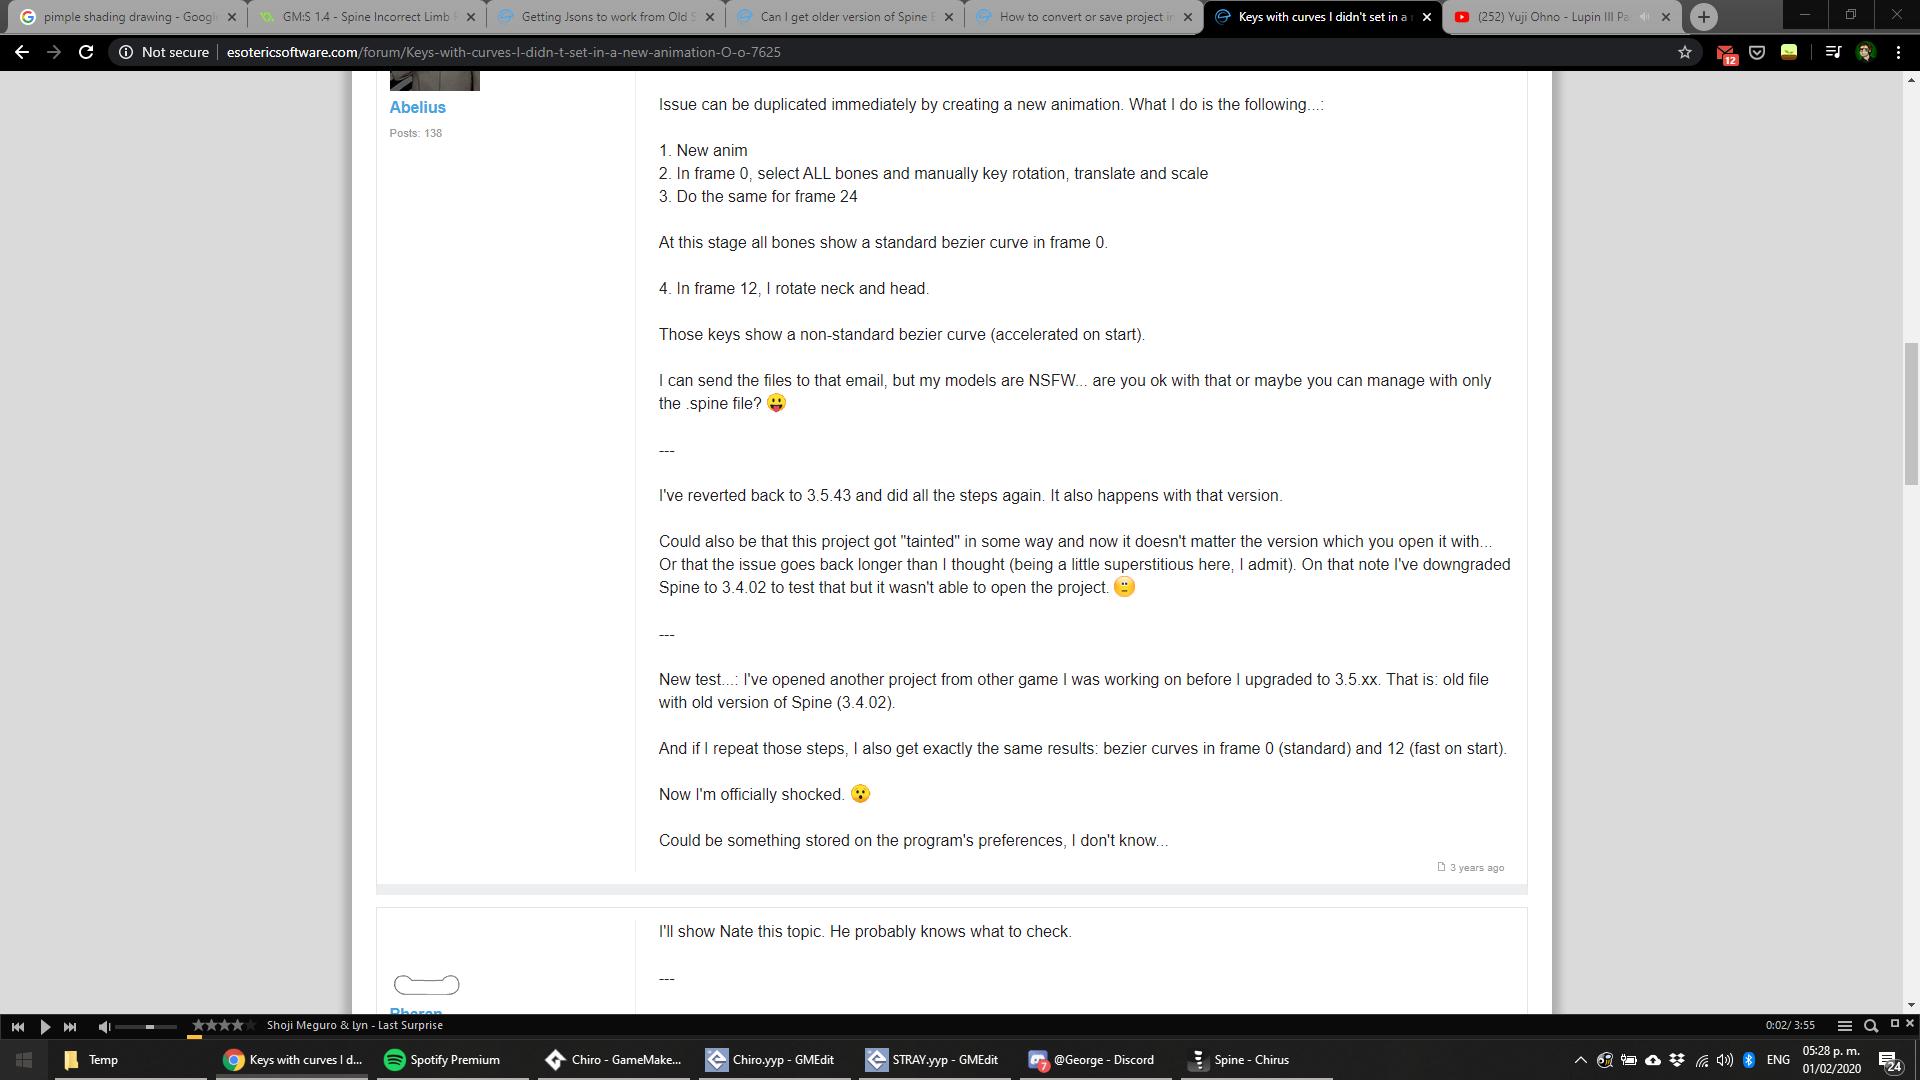 pimple shading drawing - Googl
GM:S 1.4 - Spine Incorrect Limb
Getting Jsons to work from Old S
Can I get older version of Spine E
How to convert or save project in
Keys with curves I didn't set in a
(252) Yuji Ohno - Lupin III Pa
Not secure
esotericsoftware.com/forum/Keys-with-curves-I-didn-t-set-in-a-new-animation-O-o-7625
12
Abelius
Posts: 138
Issue can be duplicated immediately by creating a new animation. What I do is the following...:
1. New anim
2. In frame 0, select ALL bones and manually key rotation, translate and scale
3. Do the same for frame 24
At this stage all bones show a standard bezier curve in frame 0.
4. In frame 12, I rotate neck and head.
Those keys show a non-standard bezier curve (accelerated on start).
I can send the files to that email, but my models are NSFW... are you ok with that or maybe you can manage with only
the .spine file?
---
I've reverted back to 3.5.43 and did all the steps again. It also happens with that version.
Could also be that this project got "tainted" in some way and now it doesn't matter the version which you open it with...
Or that the issue goes back longer than I thought (being a little superstitious here, I admit). On that note I've downgraded
Spine to 3.4.02 to test that but it wasn't able to open the project.
---
New test...: I've opened another project from other game I was working on before I upgraded to 3.5.xx. That is: old file
with old version of Spine (3.4.02).
And if I repeat those steps, I also get exactly the same results: bezier curves in frame 0 (standard) and 12 (fast on start).
Now I'm officially shocked.
Could be something stored on the program's preferences, I don't know...
3 years ago
I'll show Nate this topic. He probably knows what to check.
---
Shoji Meguro & Lyn - Last Surprise
0:02/ 3:55
Temp
Keys with curves I d...
Spotify Premium
Chiro - GameMake...
Chiro.yyp - GMEdit
STRAY.yyp - GMEdit
7
@George - Discord
Spine - Chirus
ENG
05:28 p. m.
01/02/2020
24